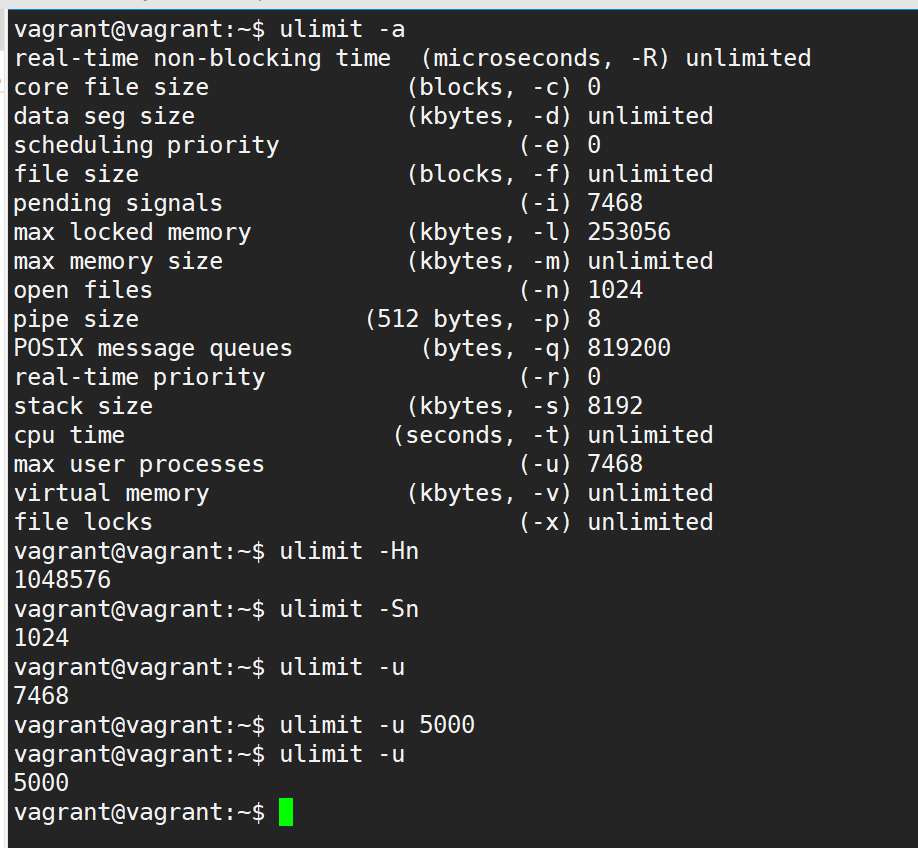 vagrant@vagrant:~$ ulimit -a
real-time non-blocking time  (microseconds, -R) unlimited
core file size              (blocks, -c) 0
data seg size               (kbytes, -d) unlimited
scheduling priority                 (-e) 0
file size                   (blocks, -f) unlimited
pending signals                     (-i) 7468
max locked memory           (kbytes, -l) 253056
max memory size             (kbytes, -m) unlimited
open files                          (-n) 1024
pipe size                (512 bytes, -p) 8
POSIX message queues         (bytes, -q) 819200
real-time priority                  (-r) 0
stack size                  (kbytes, -s) 8192
cpu time                   (seconds, -t) unlimited
max user processes                  (-u) 7468
virtual memory              (kbytes, -v) unlimited
file locks                          (-x) unlimited
vagrant@vagrant:~$ ulimit -Hn
1048576
vagrant@vagrant:~$ ulimit -Sn
1024
vagrant@vagrant:~$ ulimit -u
7468
vagrant@vagrant:~$ ulimit -u 5000
vagrant@vagrant:~$ ulimit -u
5000
vagrant@vagrant:~$